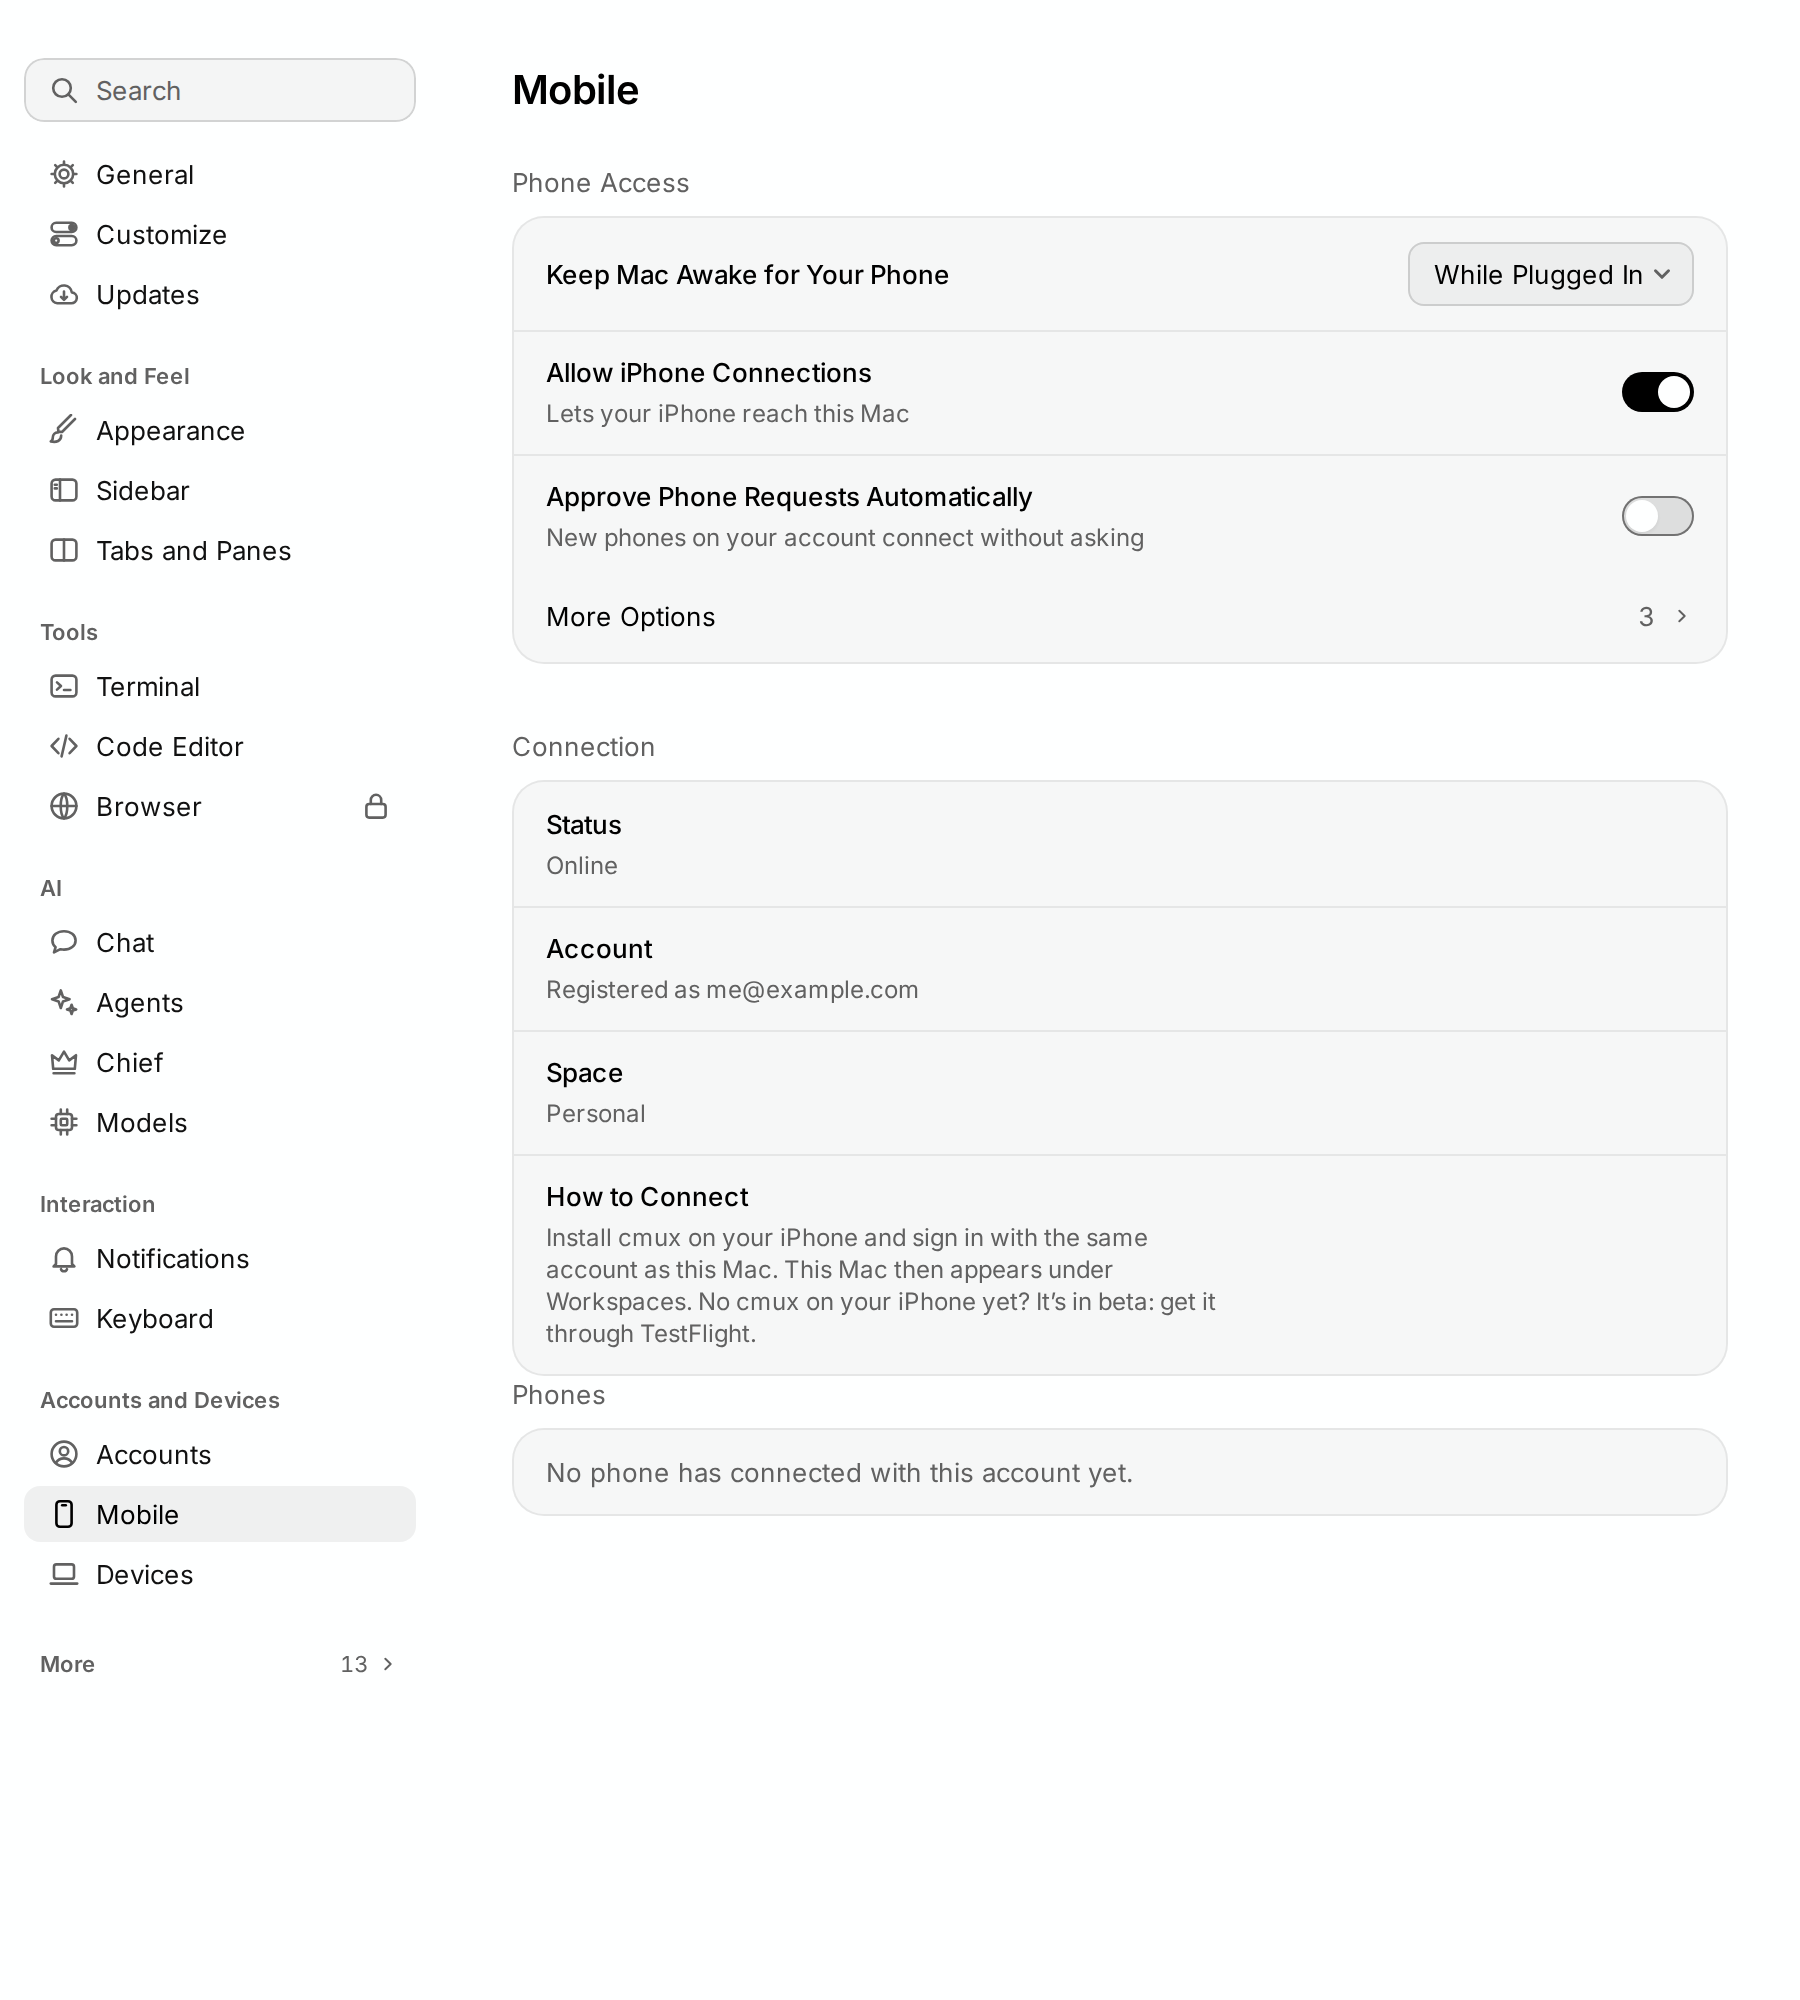 Search
General
Customize
Updates
Look and Feel
Appearance
Sidebar
Tabs and Panes
Tools
Terminal
Code Editor
Browser
AI
Chat
Agents
Chief
Models
Interaction
Notifications
Keyboard
Accounts and Devices
Accounts
Mobile
Devices
More 13
Mobile
Phone Access
Keep Mac Awake for Your Phone While Plugged In
Allow iPhone Connections
Lets your iPhone reach this Mac
Approve Phone Requests Automatically
New phones on your account connect without asking
More Options 3
Connection
Status
Online
Account
Registered as me@example.com
Space
Personal
How to Connect
Install cmux on your iPhone and sign in with the same
account as this Mac. This Mac then appears under
Workspaces. No cmux on your iPhone yet? It’s in beta: get it
through TestFlight.
Phones
No phone has connected with this account yet.